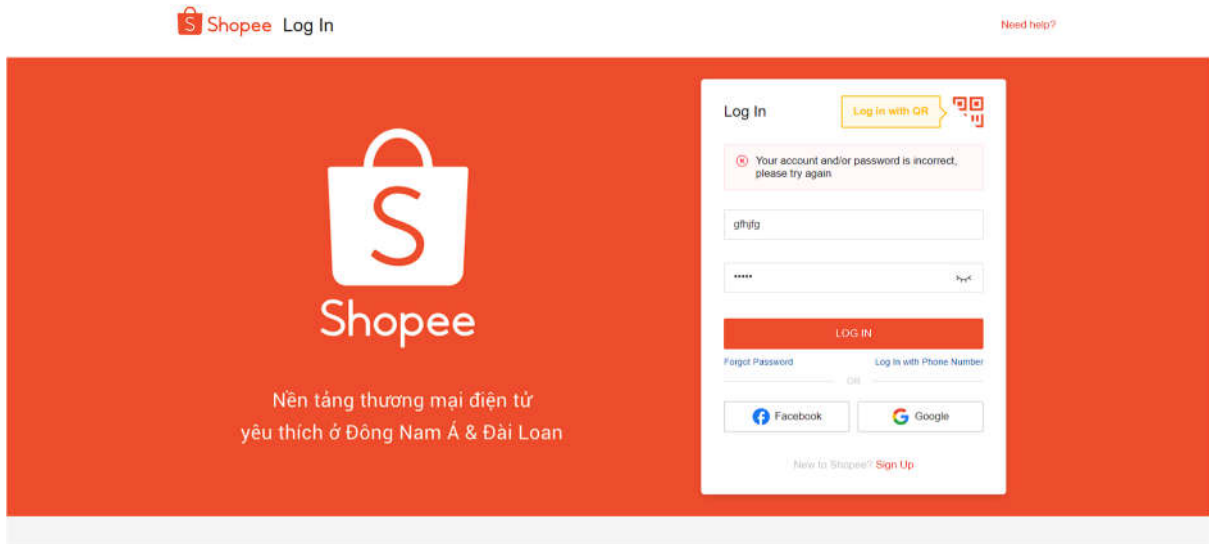 Shopee Log In
Need help?
Log In
Log in with QR
Your account and/or password is incorrect,
please try again
gfhjfg
•••••
LOG IN
Forgot Password
Log In with Phone Number
OR
Facebook
Google
New to Shopee? Sign Up
S
Shopee
Nền tảng thương mại điện tử
yêu thích ở Đông Nam Á & Đài Loan